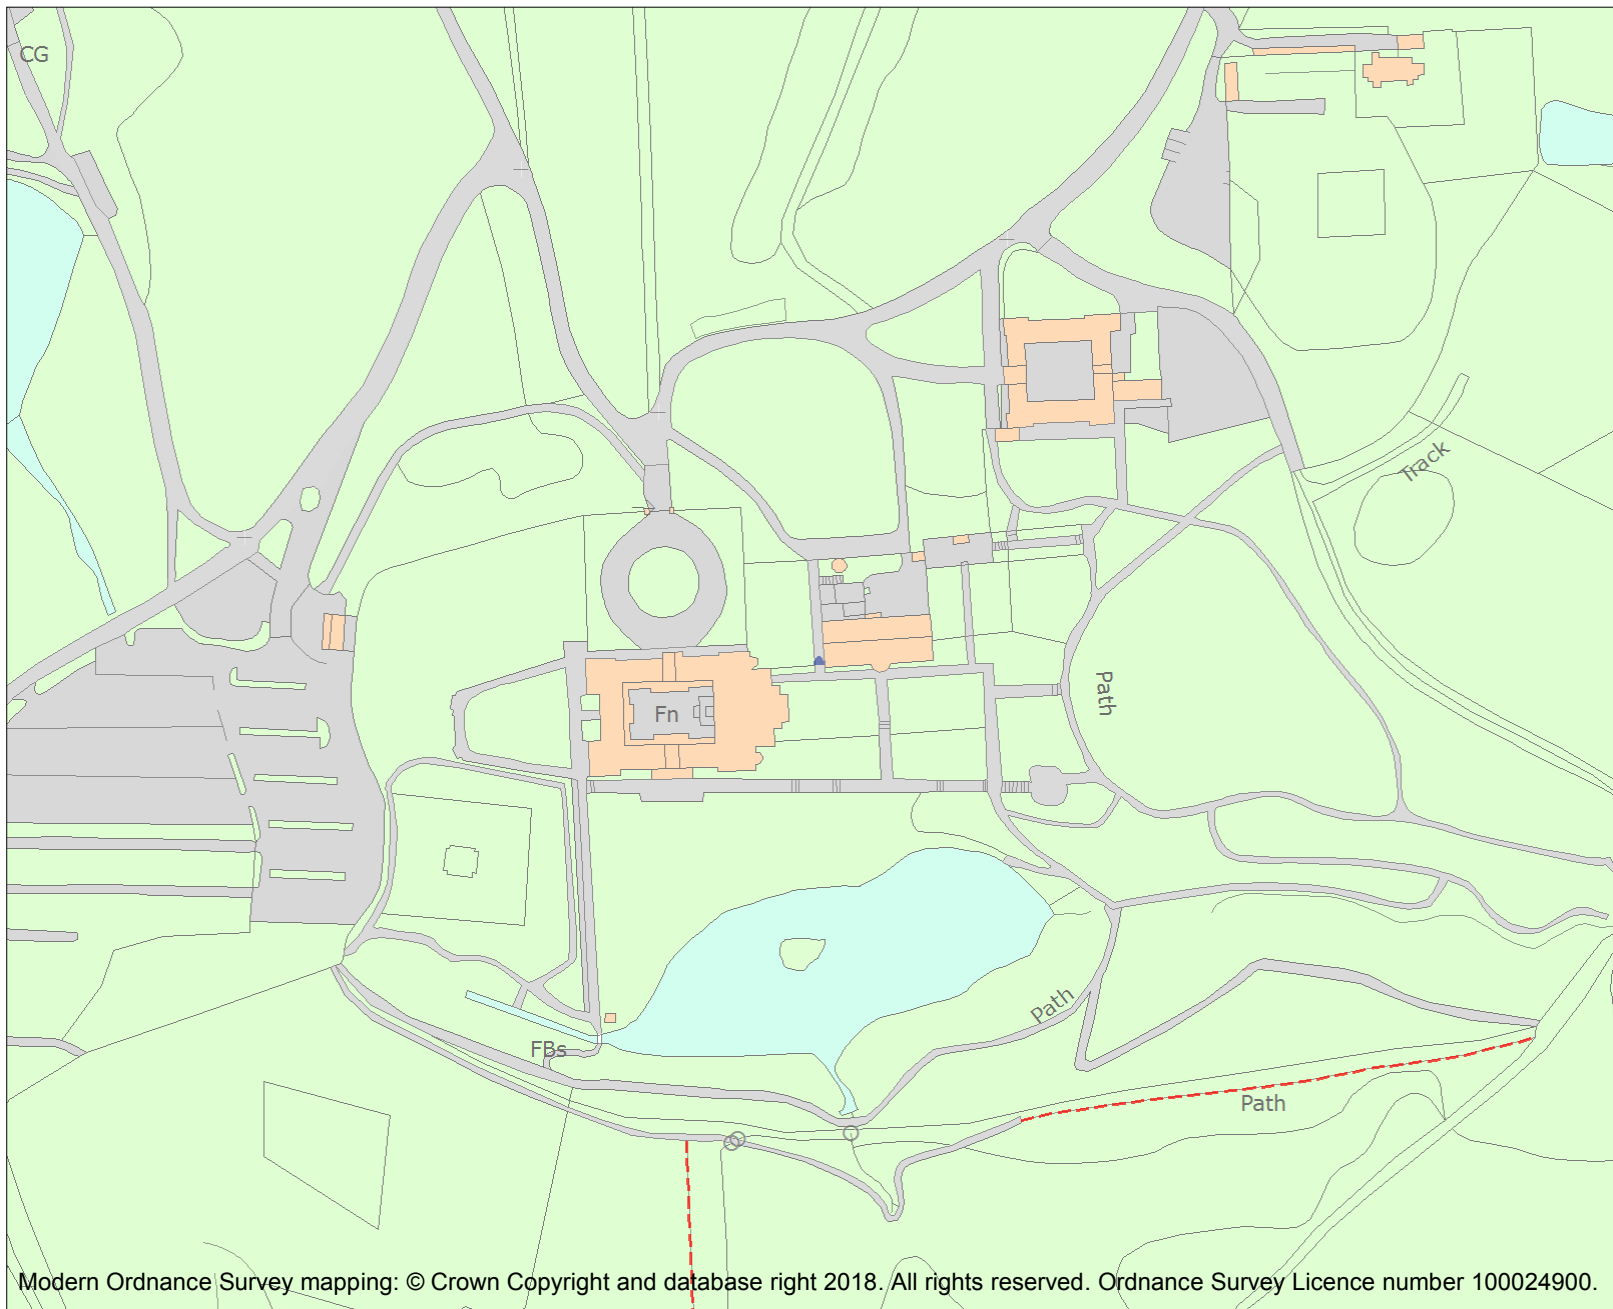 CG
Track
Fn
Path
Path
FBs
Path
Modern Ordnance Survey mapping: © Crown Copyright and database right 2018. All rights reserved. Ordnance Survey Licence number 100024900.